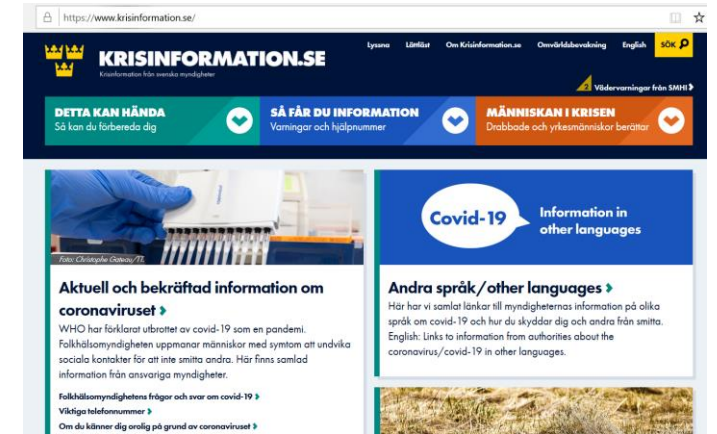 https://www.krisinformation.se/
Lyssna Lättläst Om Krisinformation.se Omvärldsbevakning English SÖK
KRISINFORMATION.SE
Krisinformation från svenska myndigheter
2 Vädervarningar från SMHI
DETTA KAN HÄNDA
Så kan du förbereda dig
SÅ FÅR DU INFORMATION
Varningar och hjälpnummer
MÄNNISKAN I KRISEN
Drabbade och yrkesmänniskor berättar
Foto: Christophe Gateau/TT.
Aktuell och bekräftad information om
coronaviruset
WHO har förklarat utbrottet av covid-19 som en pandemi.
Folkhälsomyndigheten uppmanar människor med symtom att undvika
sociala kontakter för att inte smitta andra. Här finns samlad
information från ansvariga myndigheter.
Folkhälsomyndighetens frågor och svar om covid-19
Viktiga telefonnummer
Om du känner dig orolig på grund av coronaviruset
Covid-19
Information in
other languages
Andra språk/other languages
Här har vi samlat länkar till myndigheternas information på olika
språk om covid-19 och hur du skyddar dig och andra från smitta.
English: Links to information from authorities about the
coronavirus/covid-19 in other languages.